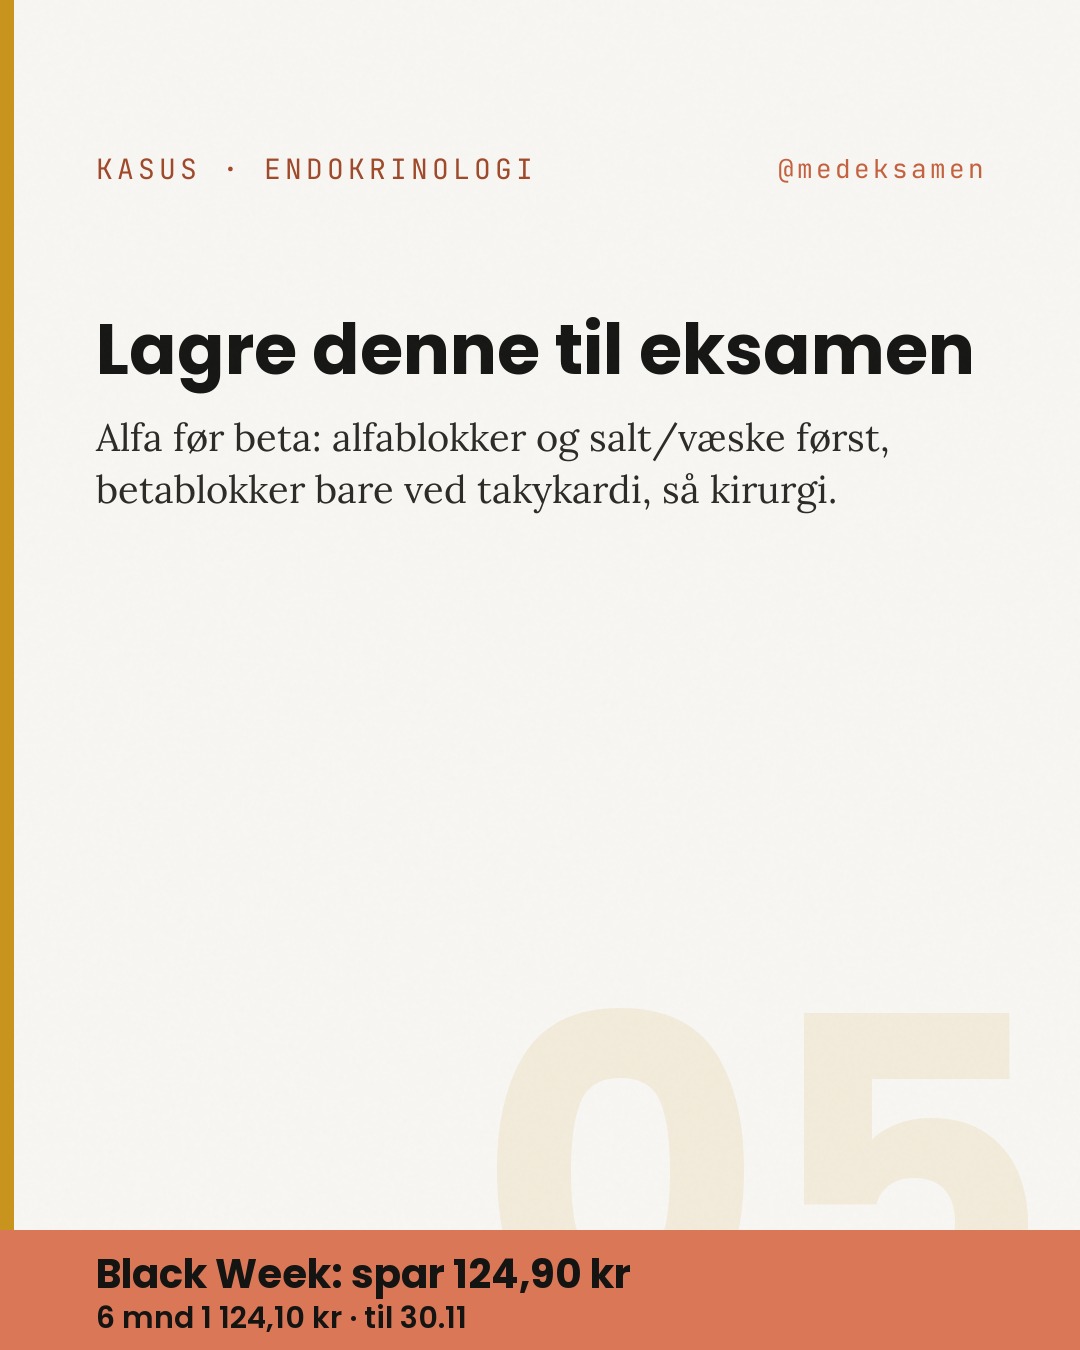 KASUS · ENDOKRINOLOGI
@medeksamen
Lagre denne til eksamen
Alfa før beta: alfablokker og salt/væske først,
betablokker bare ved takykardi, så kirurgi.
05
Black Week: spar 124,90 kr
6 mnd 1 124,10 kr · til 30.11